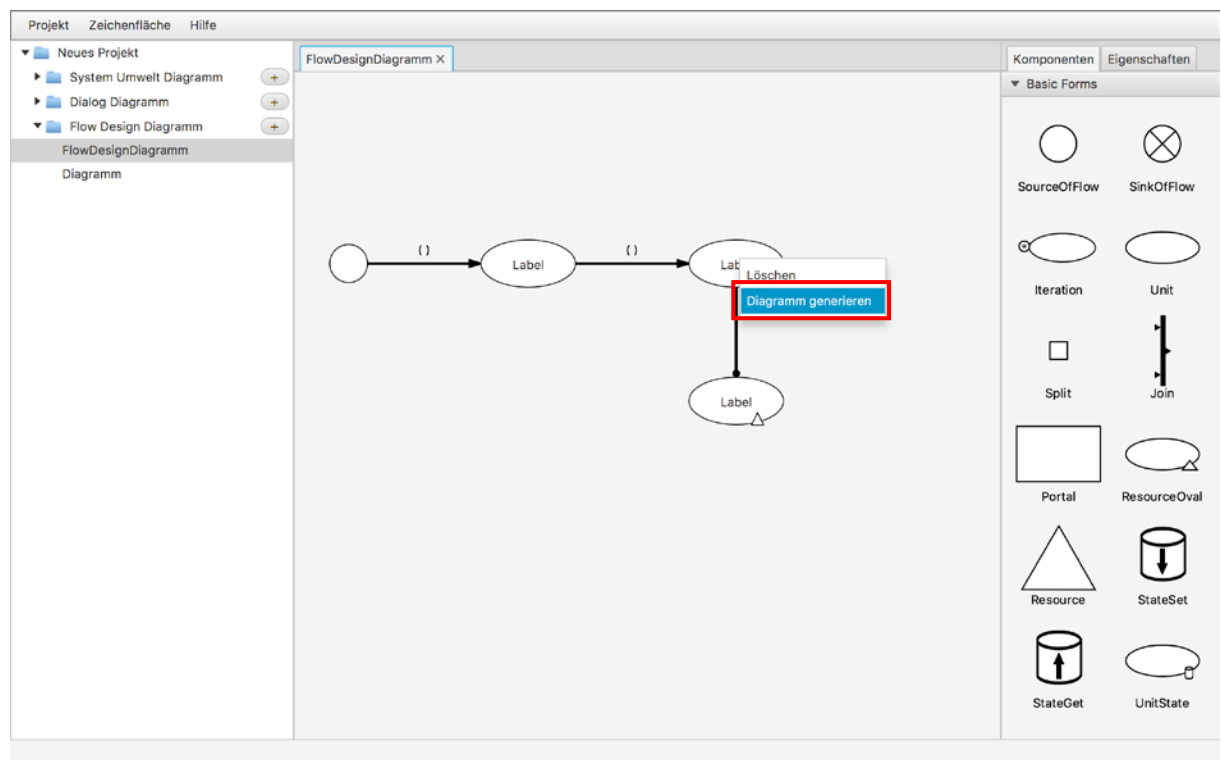 Projekt Zeichenfläche Hilfe
Neues Projekt
System Umwelt Diagramm +
Dialog Diagramm +
Flow Design Diagramm +
FlowDesignDiagramm
Diagramm
FlowDesignDiagramm X
( )
( )
Label
Lab
Löschen
Diagramm generieren
Label
Komponenten Eigenschaften
Basic Forms
SourceOfFlow SinkOfFlow
Iteration Unit
Split Join
Portal ResourceOval
Resource StateSet
StateGet UnitState